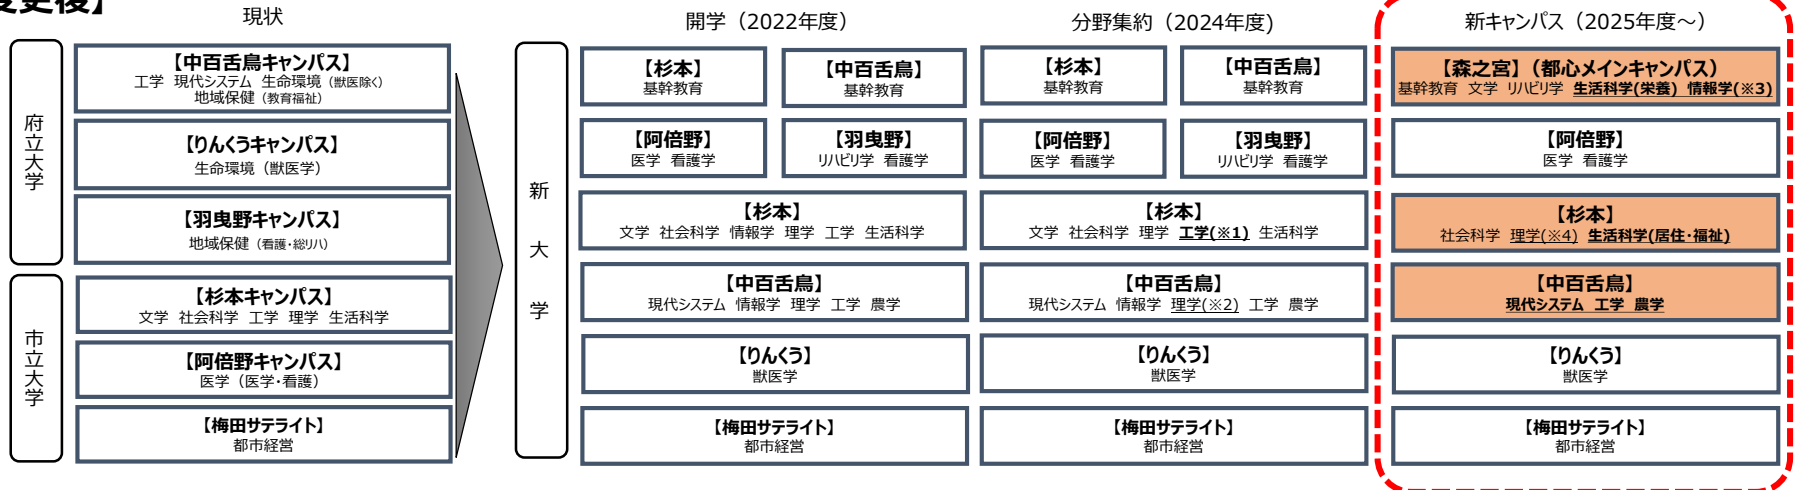 変更後】
現状
府立大学
【中百舌鳥キャンパス】
工学 現代システム 生命環境（獣医除く）
地域保健（教育福祉）
【りんくうキャンパス】
生命環境（獣医学）
【羽曳野キャンパス】
地域保健（看護・総リハ）
市立大学
【杉本キャンパス】
文学 社会科学 工学 理学 生活科学
【阿倍野キャンパス】
医学（医学・看護）
【梅田サテライト】
都市経営
新大学
開学（2022年度）
【杉本】
基幹教育
【中百舌鳥】
基幹教育
【阿倍野】
医学 看護学
【羽曳野】
リハビリ学 看護学
【杉本】
文学 社会科学 情報学 理学 工学 生活科学
【中百舌鳥】
現代システム 情報学 理学 工学 農学
【りんくう】
獣医学
【梅田サテライト】
都市経営
分野集約（2024年度)
【杉本】
基幹教育
【中百舌鳥】
基幹教育
【阿倍野】
医学 看護学
【羽曳野】
リハビリ学 看護学
【杉本】
文学 社会科学 理学 工学(※1) 生活科学
【中百舌鳥】
現代システム 情報学 理学(※2) 工学 農学
【りんくう】
獣医学
【梅田サテライト】
都市経営
新キャンパス（2025年度～）
【森之宮】（都心メインキャンパス）
基幹教育 文学 リハビリ学 生活科学(栄養) 情報学(※3)
【阿倍野】
医学 看護学
【杉本】
社会科学 理学(※4) 生活科学(居住・福祉)
【中百舌鳥】
現代システム 工学 農学
【りんくう】
獣医学
【梅田サテライト】
都市経営